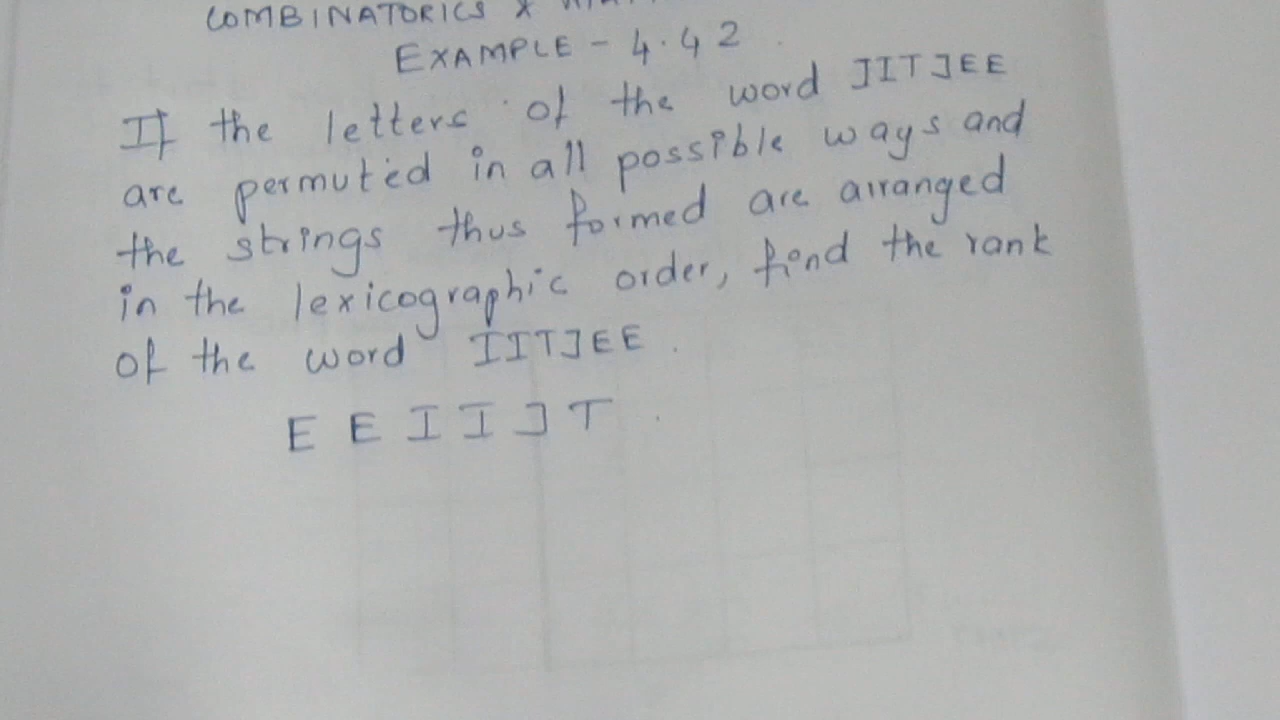 COMBINATORICS &
EXAMPLE - 4.42
If the letters of the word IITJEE
are permuted in all possible ways and
the strings thus formed are arranged
in the lexicographic order, find the rank
of the word IITJEE.
E E I I J T.